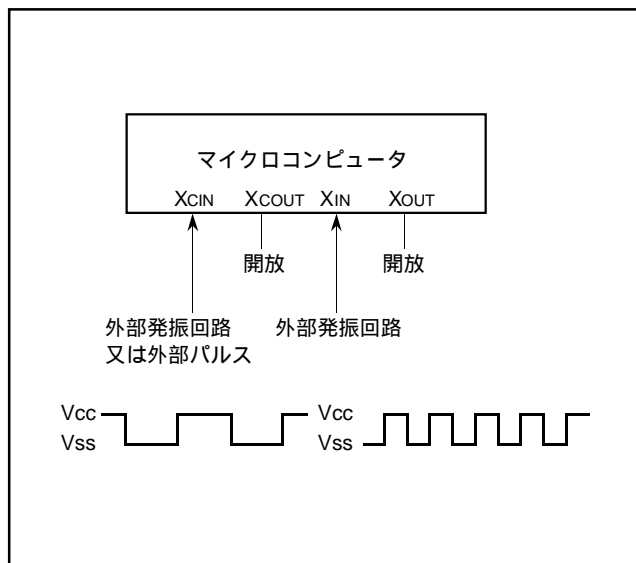 マイクロコンピュータ
XCIN XCOUT XIN XOUT
開放 開放
外部発振回路 外部発振回路
又は外部パルス
Vcc Vcc
Vss Vss